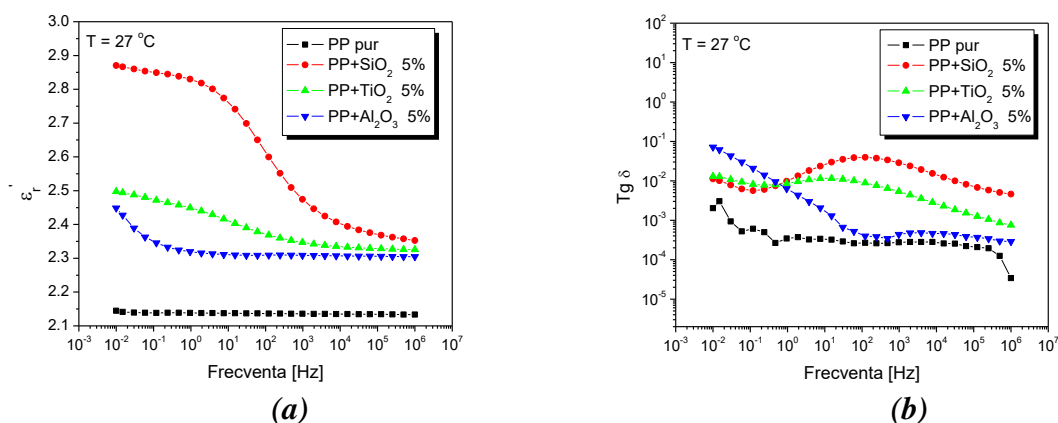 3.0
2.9
2.8
2.7
2.6
2.5
2.4
2.3
2.2
2.1
εr'
T = 27 °C
PP pur
PP+SiO₂ 5%
PP+TiO₂ 5%
PP+Al₂O₃ 5%
10⁻³ 10⁻² 10⁻¹ 10⁰ 10¹ 10² 10³ 10⁴ 10⁵ 10⁶ 10⁷
Frecventa [Hz]
(a)
10²
10¹
10⁰
10⁻¹
10⁻²
10⁻³
10⁻⁴
10⁻⁵
Tg δ
T = 27 °C
PP pur
PP+SiO₂ 5%
PP+TiO₂ 5%
PP+Al₂O₃ 5%
10⁻³ 10⁻² 10⁻¹ 10⁰ 10¹ 10² 10³ 10⁴ 10⁵ 10⁶ 10⁷
Frecventa [Hz]
(b)